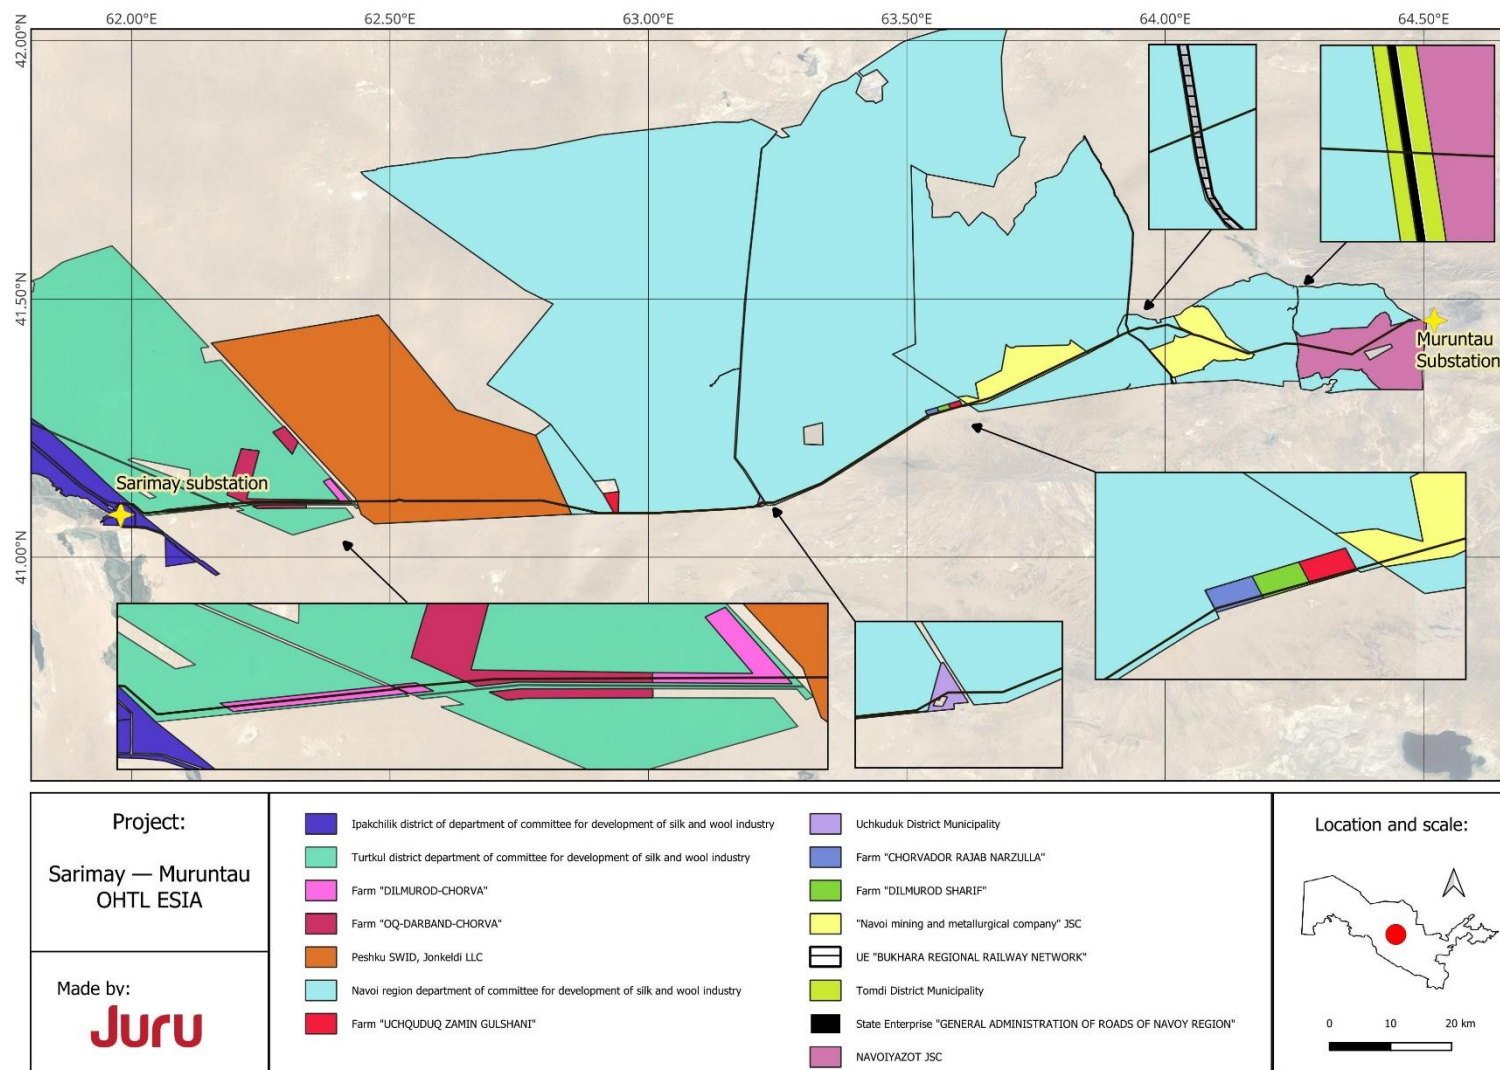 62.00°E
62.50°E
63.00°E
63.50°E
64.00°E
64.50°E
42.00°N
41.50°N
41.00°N
Muruntau
Substation
Sarimay substation
Project:
Sarimay — Muruntau
OHTL ESIA
Made by:
Juru
Ipakchilik district of department of committee for development of silk and wool industry
Turtkul district department of committee for development of silk and wool industry
Farm "DILMUROD-CHORVA"
Farm "OQ-DARBAND-CHORVA"
Peshku SWID, Jonkeldi LLC
Navoi region department of committee for development of silk and wool industry
Farm "UCHQUDUQ ZAMIN GULSHANI"
Uchkuduk District Municipality
Farm "CHORVADOR RAJAB NARZULLA"
Farm "DILMUROD SHARIF"
"Navoi mining and metallurgical company" JSC
UE "BUKHARA REGIONAL RAILWAY NETWORK"
Tomdi District Municipality
State Enterprise "GENERAL ADMINISTRATION OF ROADS OF NAVOY REGION"
NAVOIYAZOT JSC
Location and scale:
0 10 20 km